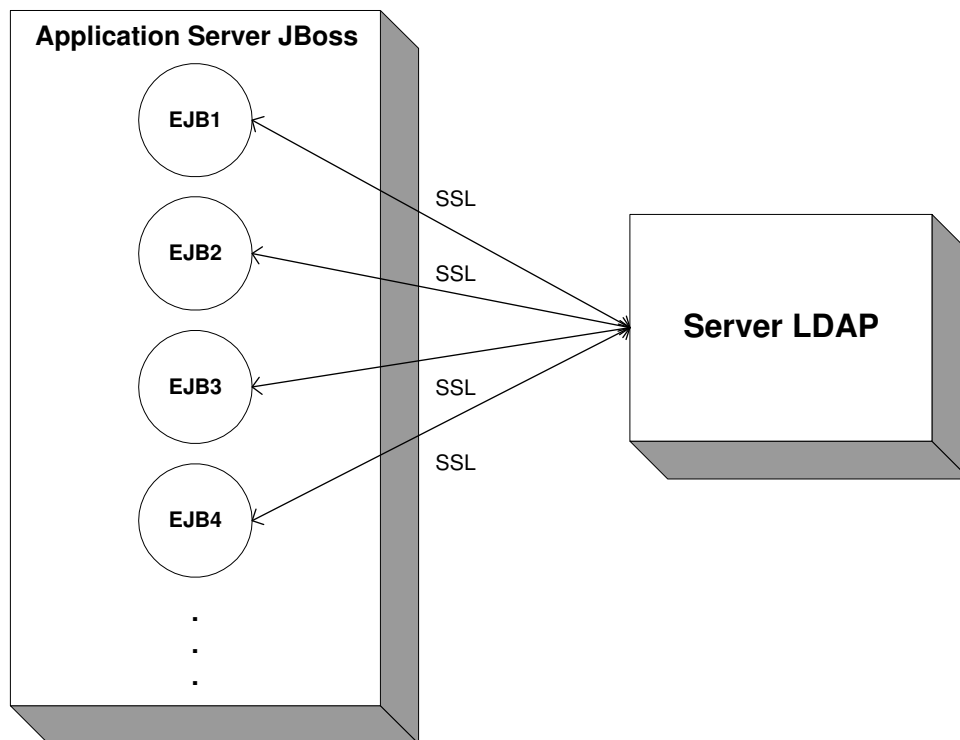 Application Server JBoss
EJB1
SSL
EJB2
SSL
Server LDAP
EJB3
SSL
SSL
EJB4
.
.
.